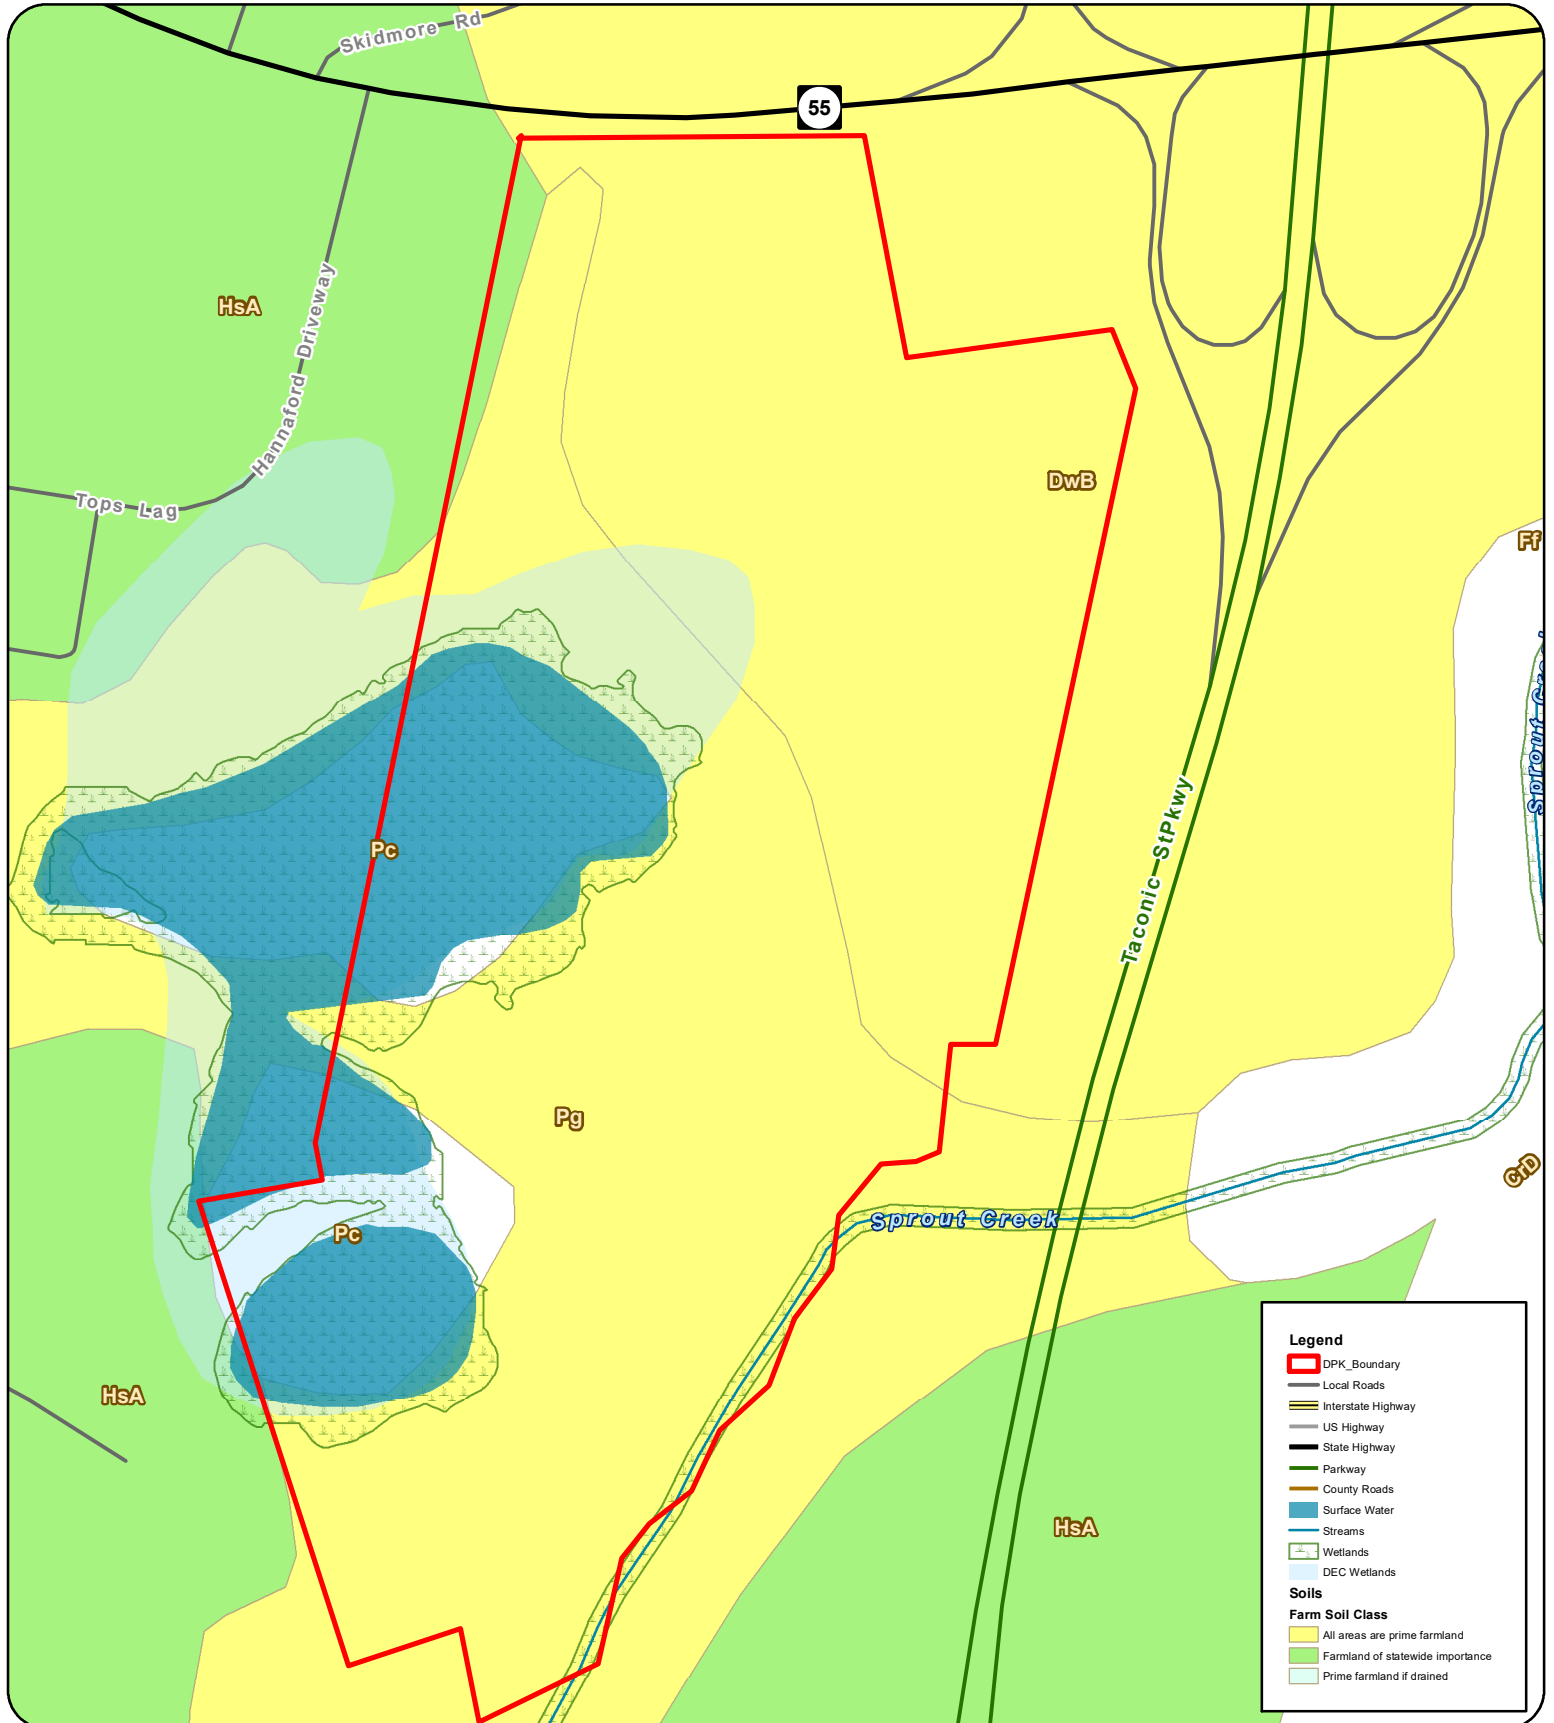 Skidmore Rd
55
HsA
Hannaford Driveway
DwB
Tops Lag
Ff
Sprout
Taconic StPkwy
Pc
Pg
CrD
Sprout Creek
Pc
HsA
HsA
Legend
DPK_Boundary
Local Roads
Interstate Highway
US Highway
State Highway
Parkway
County Roads
Surface Water
Streams
Wetlands
DEC Wetlands
Soils
Farm Soil Class
All areas are prime farmland
Farmland of statewide importance
Prime farmland if drained